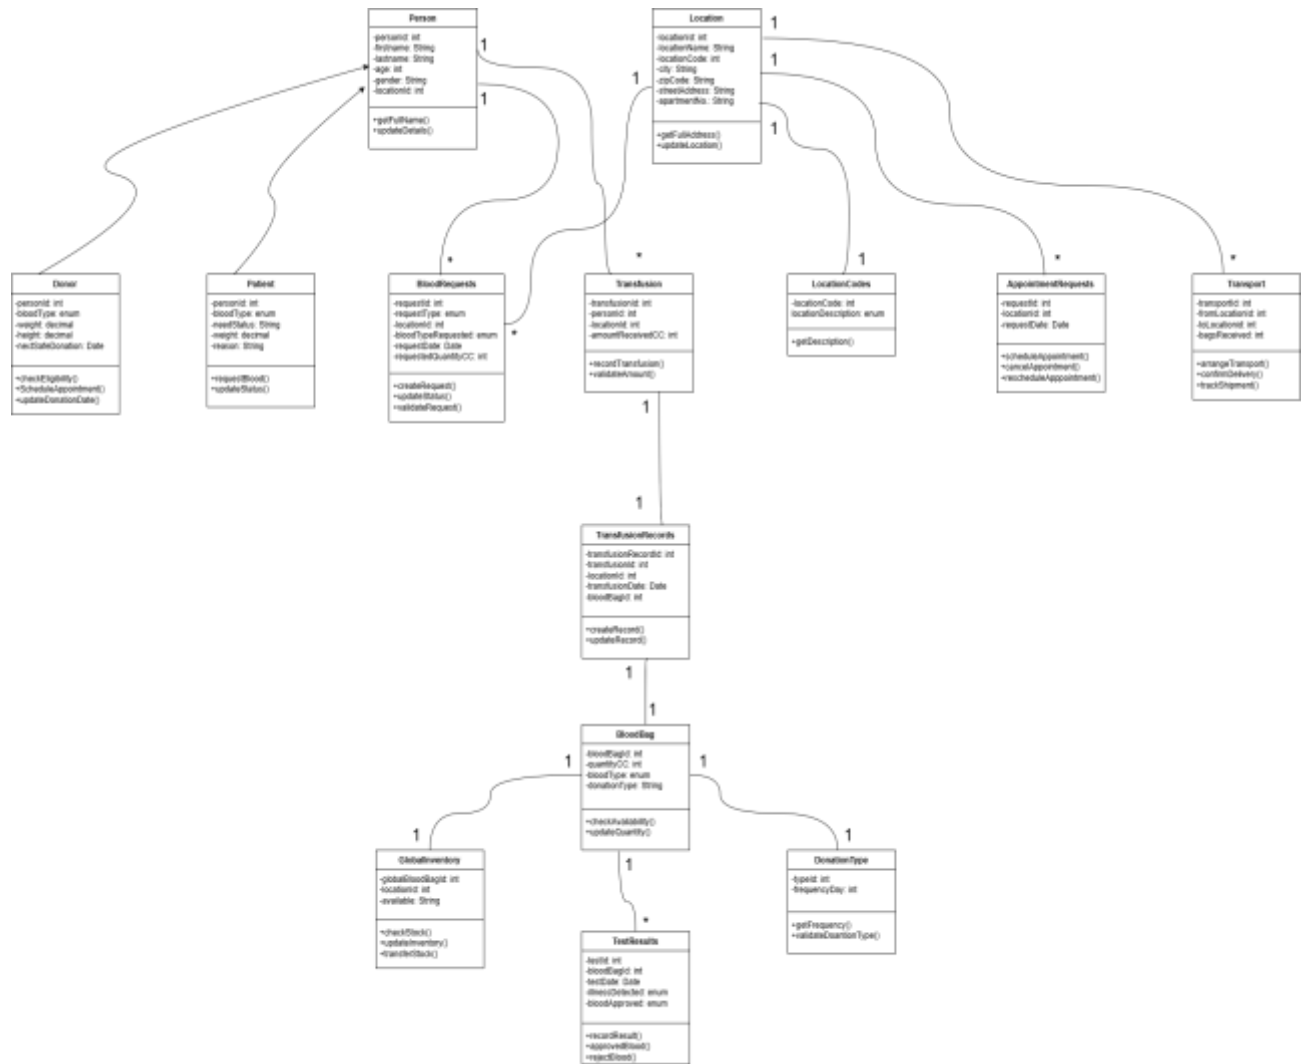 Person
-personId: int
-firstname: String
-lastname: String
-age: int
-gender: String
-locationId: int
+getFullName()
+updateDetails()
1
1
Location
-locationId: int
-locationName: String
-locationCode: int
-city: String
-zipCode: String
-streetAddress: String
-apartmentNo.: String
+getFullAddress()
+updateLocation()
1
1
1
1
Donor
-personId: int
-bloodType: enum
-weight: decimal
-height: decimal
-nextSafeDonation: Date
+checkEligibility()
+ScheduleAppointment()
+updateDonationDate()
Patient
-personId: int
-bloodType: enum
-needStatus: String
-weight: decimal
-reason: String
+requestBlood()
+updateStatus()
*
BloodRequests
-requestId: int
-requestType: enum
-locationId: int
-bloodTypeRequested: enum
-requestDate: Date
-requestedQuantityCC: int
+createRequest()
+updateStatus()
+validateRequest()
*
*
Transfusion
-transfusionId: int
-personId: int
-locationId: int
-amountReceivedCC: int
+recordTransfusion()
+validateAmount()
1
1
LocationCodes
-locationCode: int
locationDescription: enum
+getDescription()
*
AppointmentRequests
-requestId: int
-locationId: int
-requestDate: Date
+scheduleAppointment()
+cancelAppointment()
+rescheduleAppointment()
*
Transport
-transportId: int
-fromLocationId: int
-toLocationId: int
-bagsReceived: int
+arrangeTransport()
+confirmDelivery()
+trackShipment()
1
TransfusionRecords
-transfusionRecordId: int
-transfusionId: int
-locationId: int
-transfusionDate: Date
-bloodBagId: int
+createRecord()
+updateRecord()
1
1
BloodBag
-bloodBagId: int
-quantityCC: int
-bloodType: enum
-donationType: String
+checkAvailability()
+updateQuantity()
1
1
1
1
GlobalInventory
-globalBloodBagId: int
-locationId: int
-available: String
+checkStock()
+updateInventory()
+transferStock()
1
DonationType
-typeId: int
-frequencyDay: int
+getFrequency()
+validateDoantionType()
*
TestResults
-testId: int
-bloodBagId: int
-testDate: Date
-illnessDetected: enum
-bloodApproved: enum
+recordResult()
+approvedBlood()
+rejectBlood()